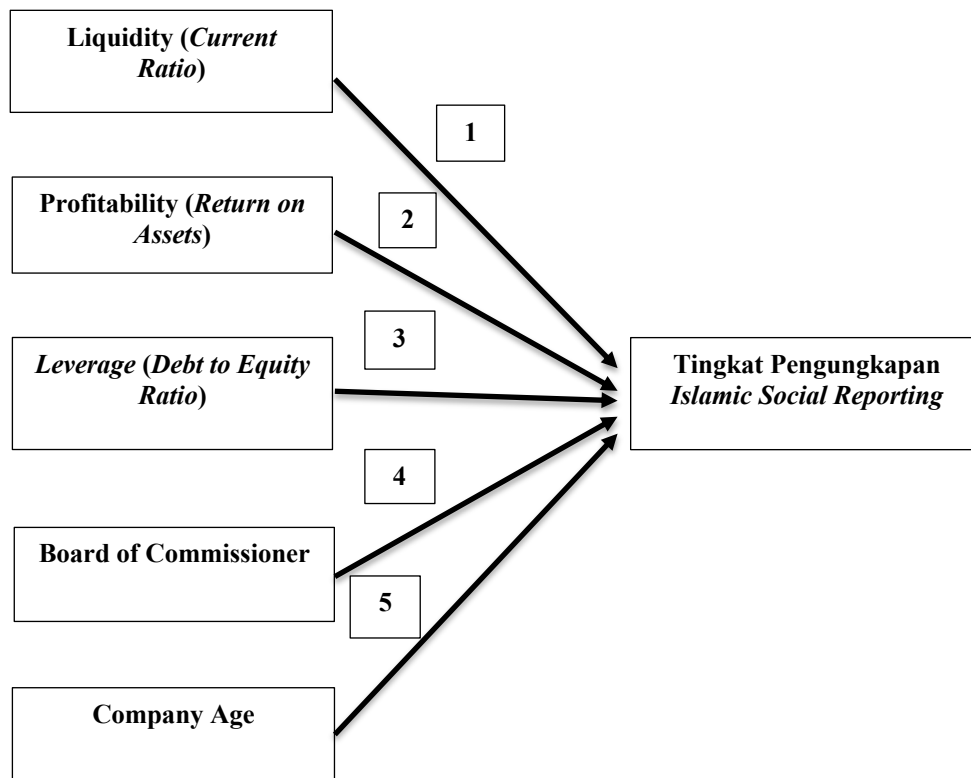 Liquidity (Current
Ratio)
1
Profitability (Return on
Assets)
2
Leverage (Debt to Equity
Ratio)
3
Tingkat Pengungkapan
Islamic Social Reporting
4
Board of Commissioner
5
Company Age